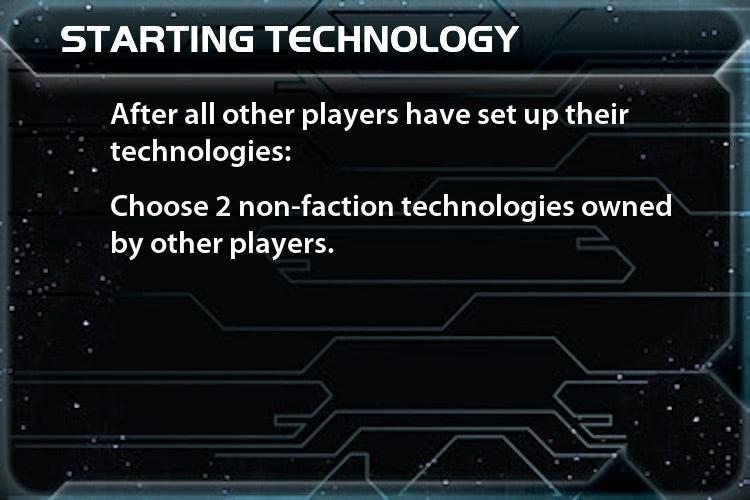 STARTING TECHNOLOGY
After all other players have set up their
technologies:
Choose 2 non-faction technologies owned
by other players.